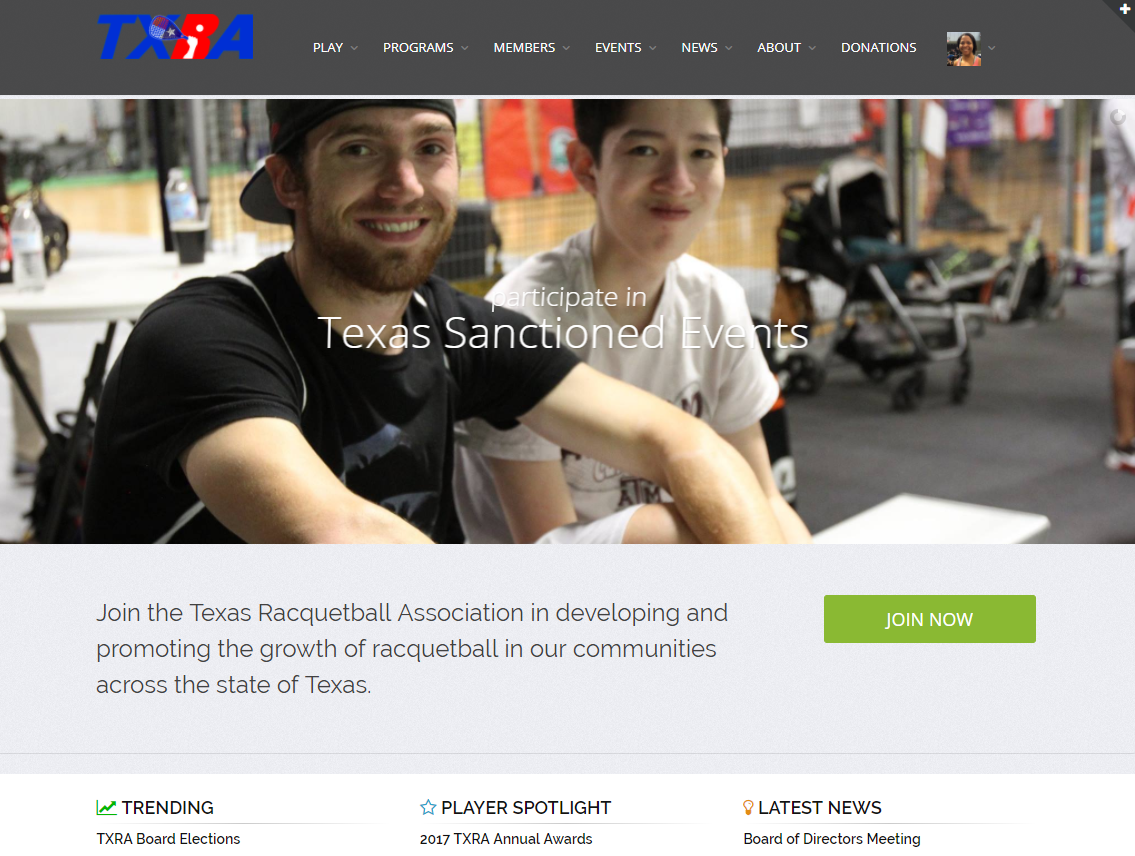 TXRA
PLAY PROGRAMS MEMBERS EVENTS NEWS ABOUT DONATIONS
participate in
Texas Sanctioned Events
ATM
Join the Texas Racquetball Association in developing and
promoting the growth of racquetball in our communities
across the state of Texas.
JOIN NOW
TRENDING
TXRA Board Elections
PLAYER SPOTLIGHT
2017 TXRA Annual Awards
LATEST NEWS
Board of Directors Meeting